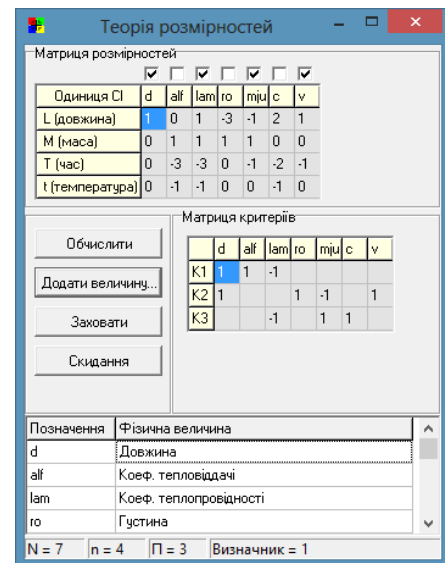 Теорія розмірностей
Матриця розмірностей
Одиниця СІ d alf lam ro mju c v
L (довжина) 1 0 1 -3 -1 2 1
M (маса) 0 1 1 1 1 0 0
T (час) 0 -3 -3 0 -1 -2 -1
t (температура) 0 -1 -1 0 0 -1 0
Матриця критеріїв
Обчислити
Додати величину...
Заховати
Скидання
d alf lam ro mju c v
K1 1 1 -1
K2 1 1 -1 1
K3 -1 1 1
Позначення Фізична величина
d Довжина
alf Коеф. тепловіддачі
lam Коеф. теплопровідності
ro Густина
N = 7 n = 4 П = 3 Визначник = 1